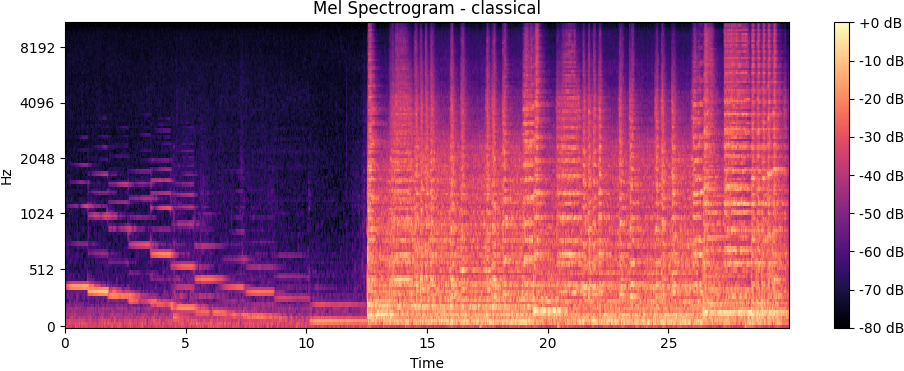 Mel Spectrogram - classical
Hz
8192
4096
2048
1024
512
0
0 5 10 15 20 25
Time
+0 dB
-10 dB
-20 dB
-30 dB
-40 dB
-50 dB
-60 dB
-70 dB
-80 dB